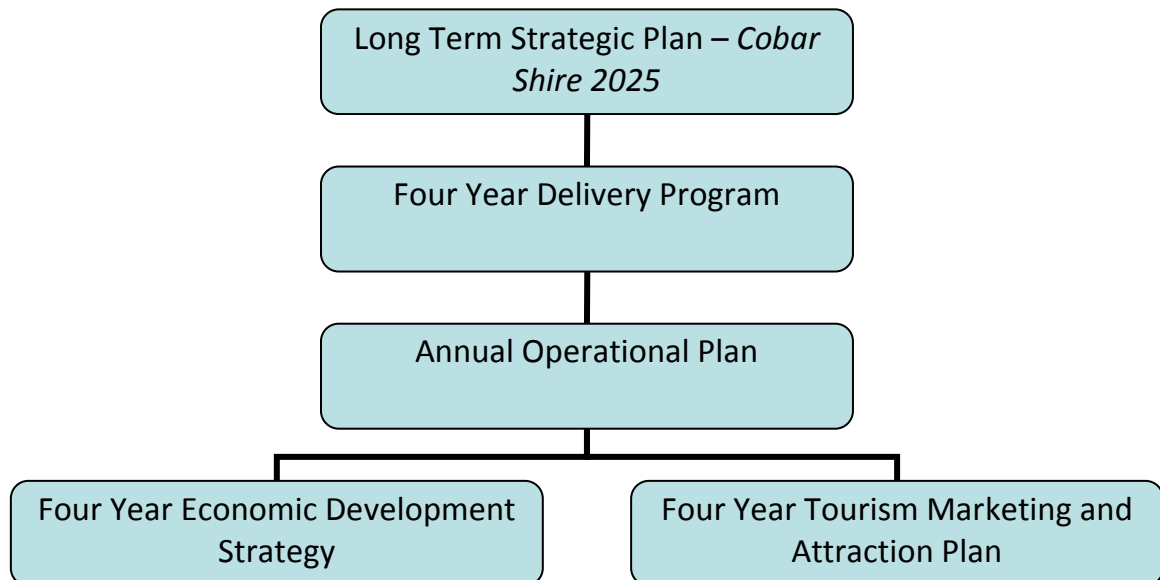 Long Term Strategic Plan – Cobar
Shire 2025
Four Year Delivery Program
Annual Operational Plan
Four Year Economic Development
Strategy
Four Year Tourism Marketing and
Attraction Plan